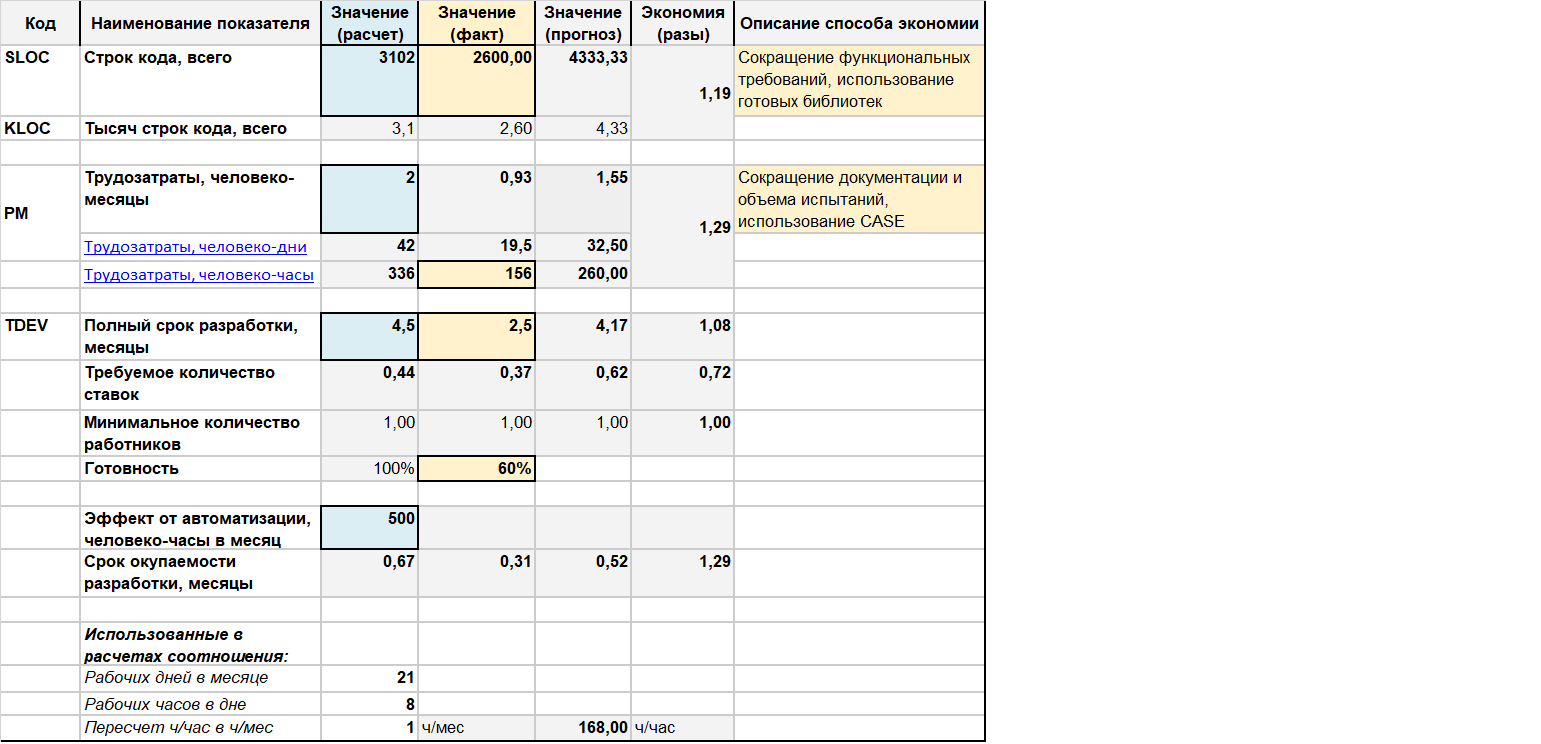 Код Наименование показателя Значение (расчет) Значение (факт) Значение (прогноз) Экономия (разы) Описание способа экономии
SLOC Строк кода, всего 3102 2600,00 4333,33 1,19 Сокращение функциональных
требований, использование
готовых библиотек
KLOC Тысяч строк кода, всего 3,1 2,60 4,33
PM Трудозатраты, человеко-
месяцы 2 0,93 1,55 1,29 Сокращение документации и
объема испытаний,
использование CASE
Трудозатраты, человеко-дни 42 19,5 32,50
Трудозатраты, человеко-часы 336 156 260,00
TDEV Полный срок разработки,
месяцы 4,5 2,5 4,17 1,08
Требуемое количество
ставок 0,44 0,37 0,62 0,72
Минимальное количество
работников 1,00 1,00 1,00 1,00
Готовность 100% 60%
Эффект от автоматизации,
человеко-часы в месяц 500
Срок окупаемости
разработки, месяцы 0,67 0,31 0,52 1,29
Использованные в
расчетах соотношения:
Рабочих дней в месяце 21
Рабочих часов в дне 8
Пересчет ч/час в ч/мес 1 ч/мес 168,00 ч/час